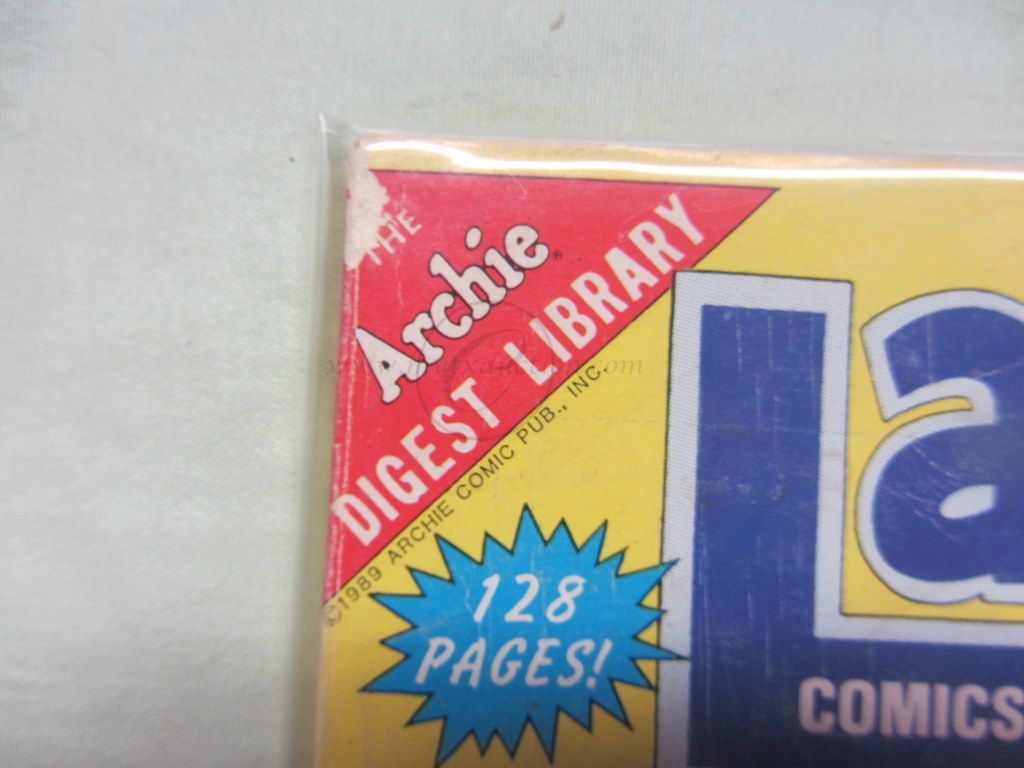 THE
Archie®
DIGEST LIBRARY
©1989 ARCHIE COMIC PUB., INC.
128
PAGES!
La
COMICS